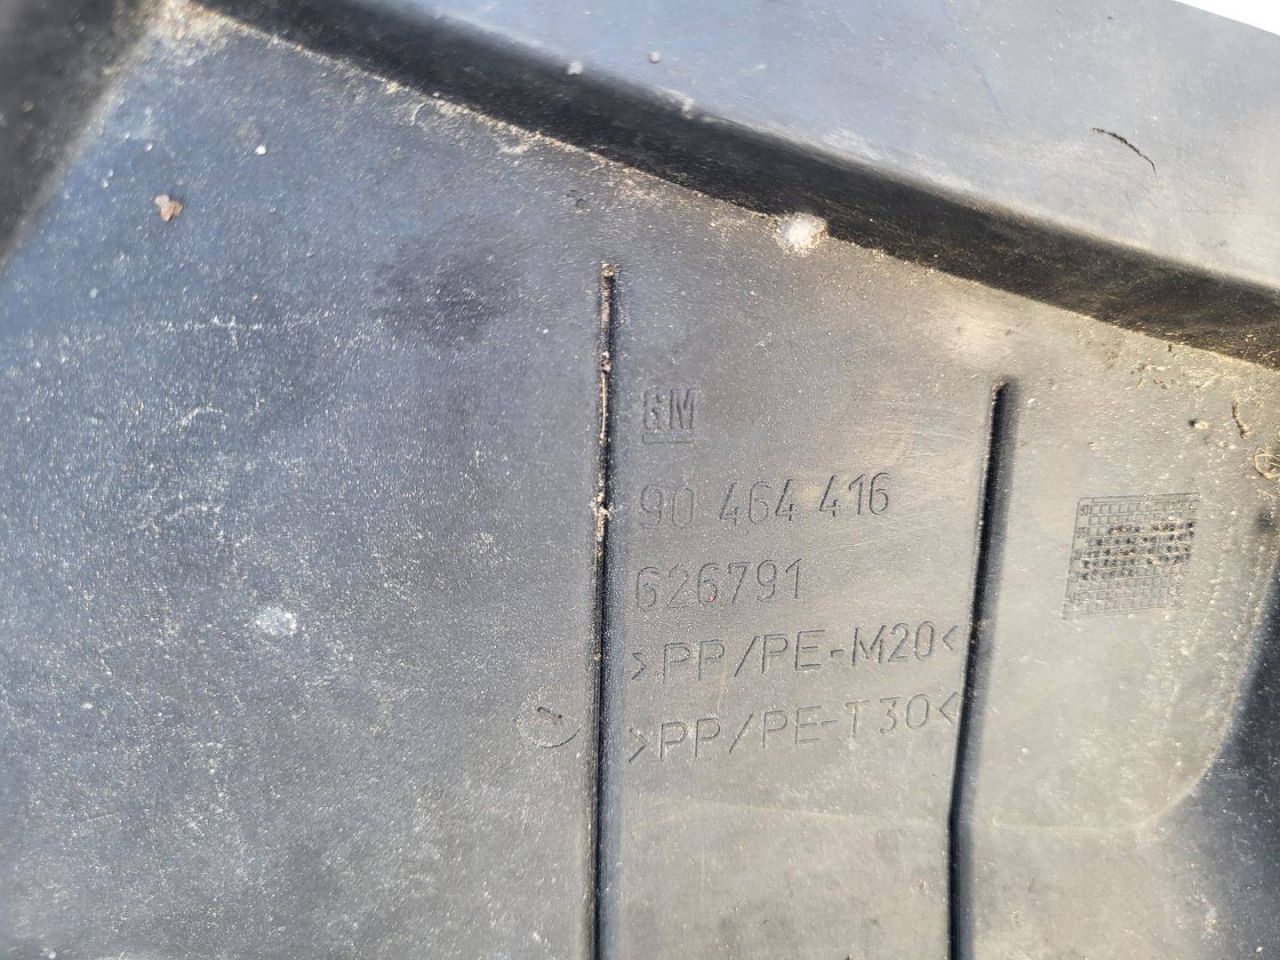 GM
90 464 416
626791
>PP/PE-M20<
>PP/PE-T30<